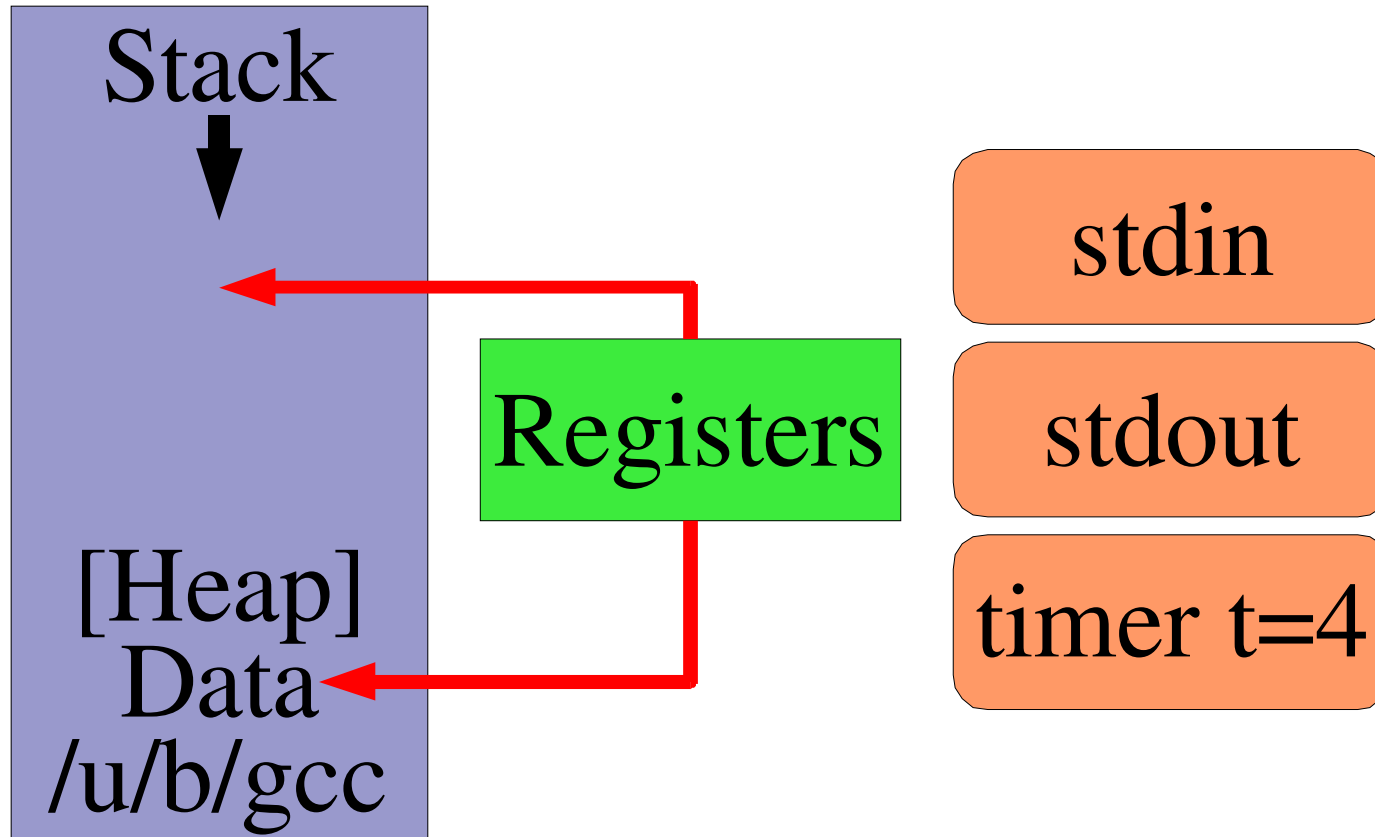 Stack
[Heap]
Data
/u/b/gcc
Registers
stdin
stdout
timer t=4